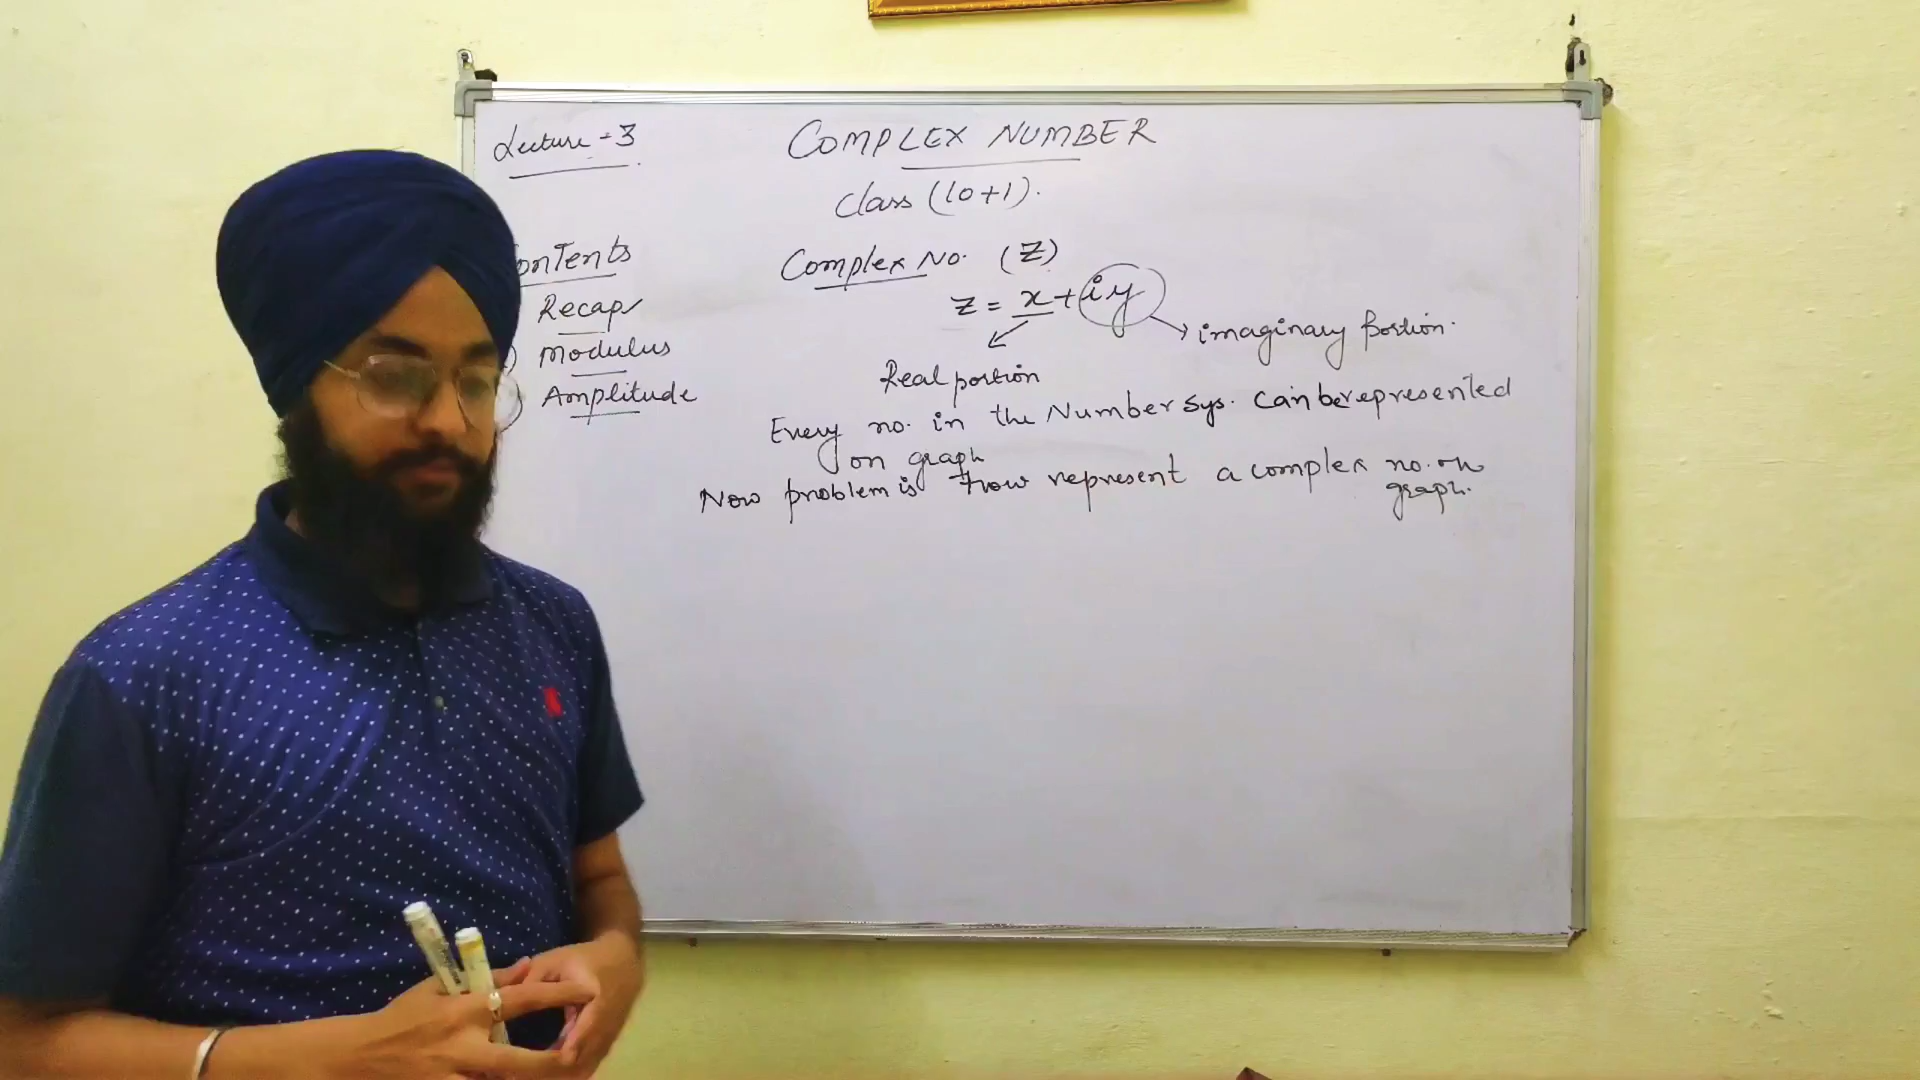 Lecture - 3
COMPLEX NUMBER
Class (10+1).
ontents
Recap
Modulus
Amplitude
Complex No. (Z)
Z = x + iy
imaginary portion.
Real portion
Every no. in the Number sys. can be represented
on graph
Now problem is How represent a complex no. on
graph.